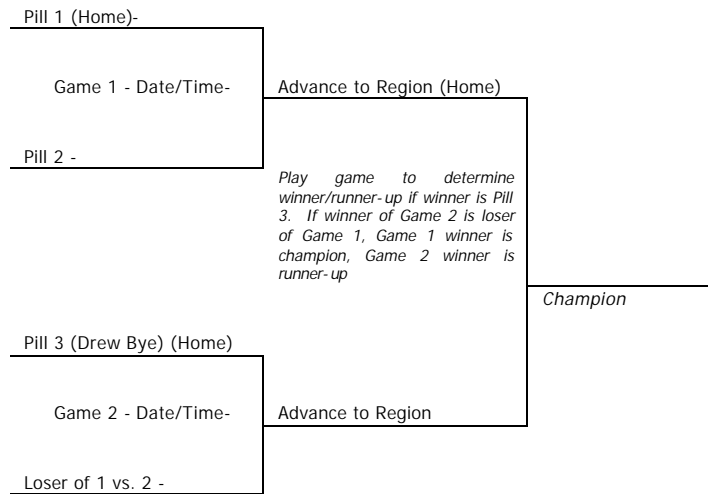 Pill 1 (Home)-
Game 1 - Date/Time-
Advance to Region (Home)
Pill 2 -
Play game to determine
winner/runner-up if winner is Pill
3. If winner of Game 2 is loser
of Game 1, Game 1 winner is
champion, Game 2 winner is
runner-up
Champion
Pill 3 (Drew Bye) (Home)
Game 2 - Date/Time-
Advance to Region
Loser of 1 vs. 2 -